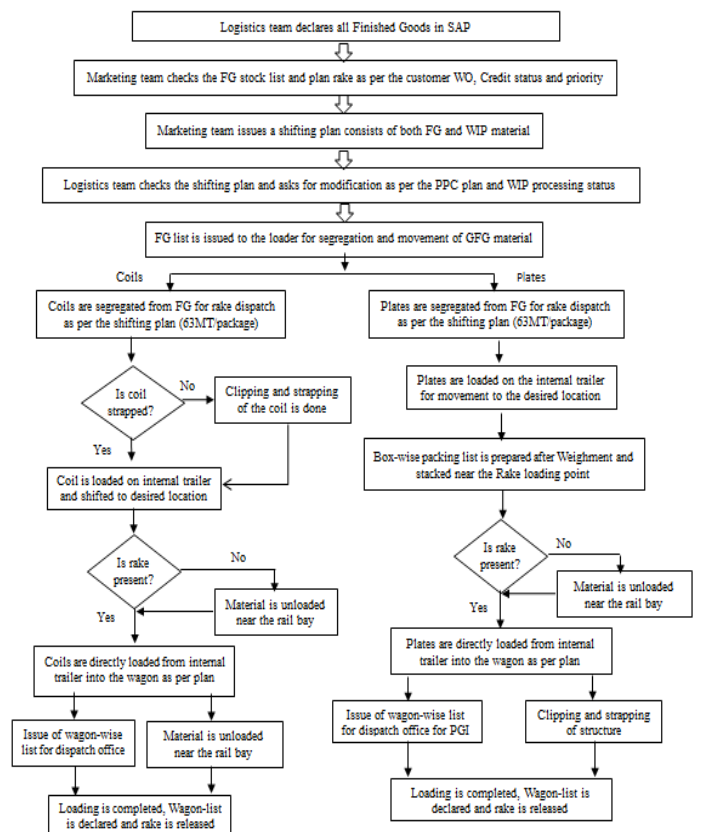 Logistics team declares all Finished Goods in SAP
Marketing team checks the FG stock list and plan rake as per the customer WO, Credit status and priority
Marketing team issues a shifting plan consists of both FG and WIP material
Logistics team checks the shifting plan and asks for modification as per the PPC plan and WIP processing status
FG list is issued to the loader for segregation and movement of GFG material
Coils
Plates
Coils are segregated from FG for rake dispatch
as per the shifting plan (63MT/package)
Plates are segregated from FG for rake dispatch
as per the shifting plan (63MT/package)
Is coil
strapped?
No
Clipping and strapping
of the coil is done
Plates are loaded on the internal trailer
for movement to the desired location
Yes
Coil is loaded on internal trailer
and shifted to desired location
Box-wise packing list is prepared after Weighment and
stacked near the Rake loading point
Is rake
present?
No
Material is unloaded
near the rail bay
Yes
Is rake
present?
No
Material is unloaded
near the rail bay
Yes
Coils are directly loaded from internal
trailer into the wagon as per plan
Plates are directly loaded from internal
trailer into the wagon as per plan
Issue of wagon-wise
list for dispatch office
Material is unloaded
near the rail bay
Issue of wagon-wise list
for dispatch office for PGI
Clipping and strapping
of structure
Loading is completed, Wagon-list
is declared and rake is released
Loading is completed, Wagon-list is
declared and rake is released